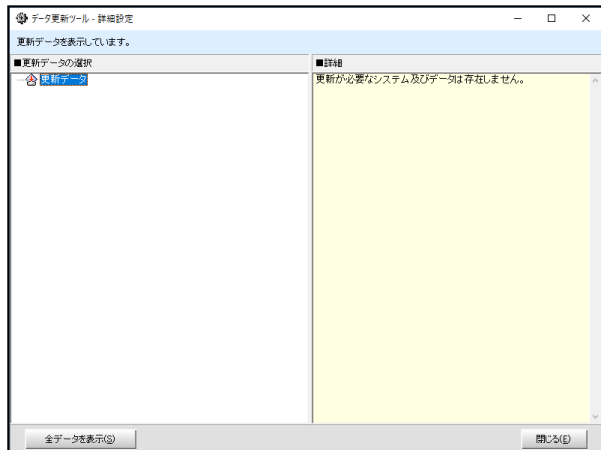 データ更新ツール - 詳細設定
更新データを表示しています。
■更新データの選択
■詳細
更新データ
更新が必要なシステム及びデータは存在しません。
全データを表示(S)
閉じる(E)